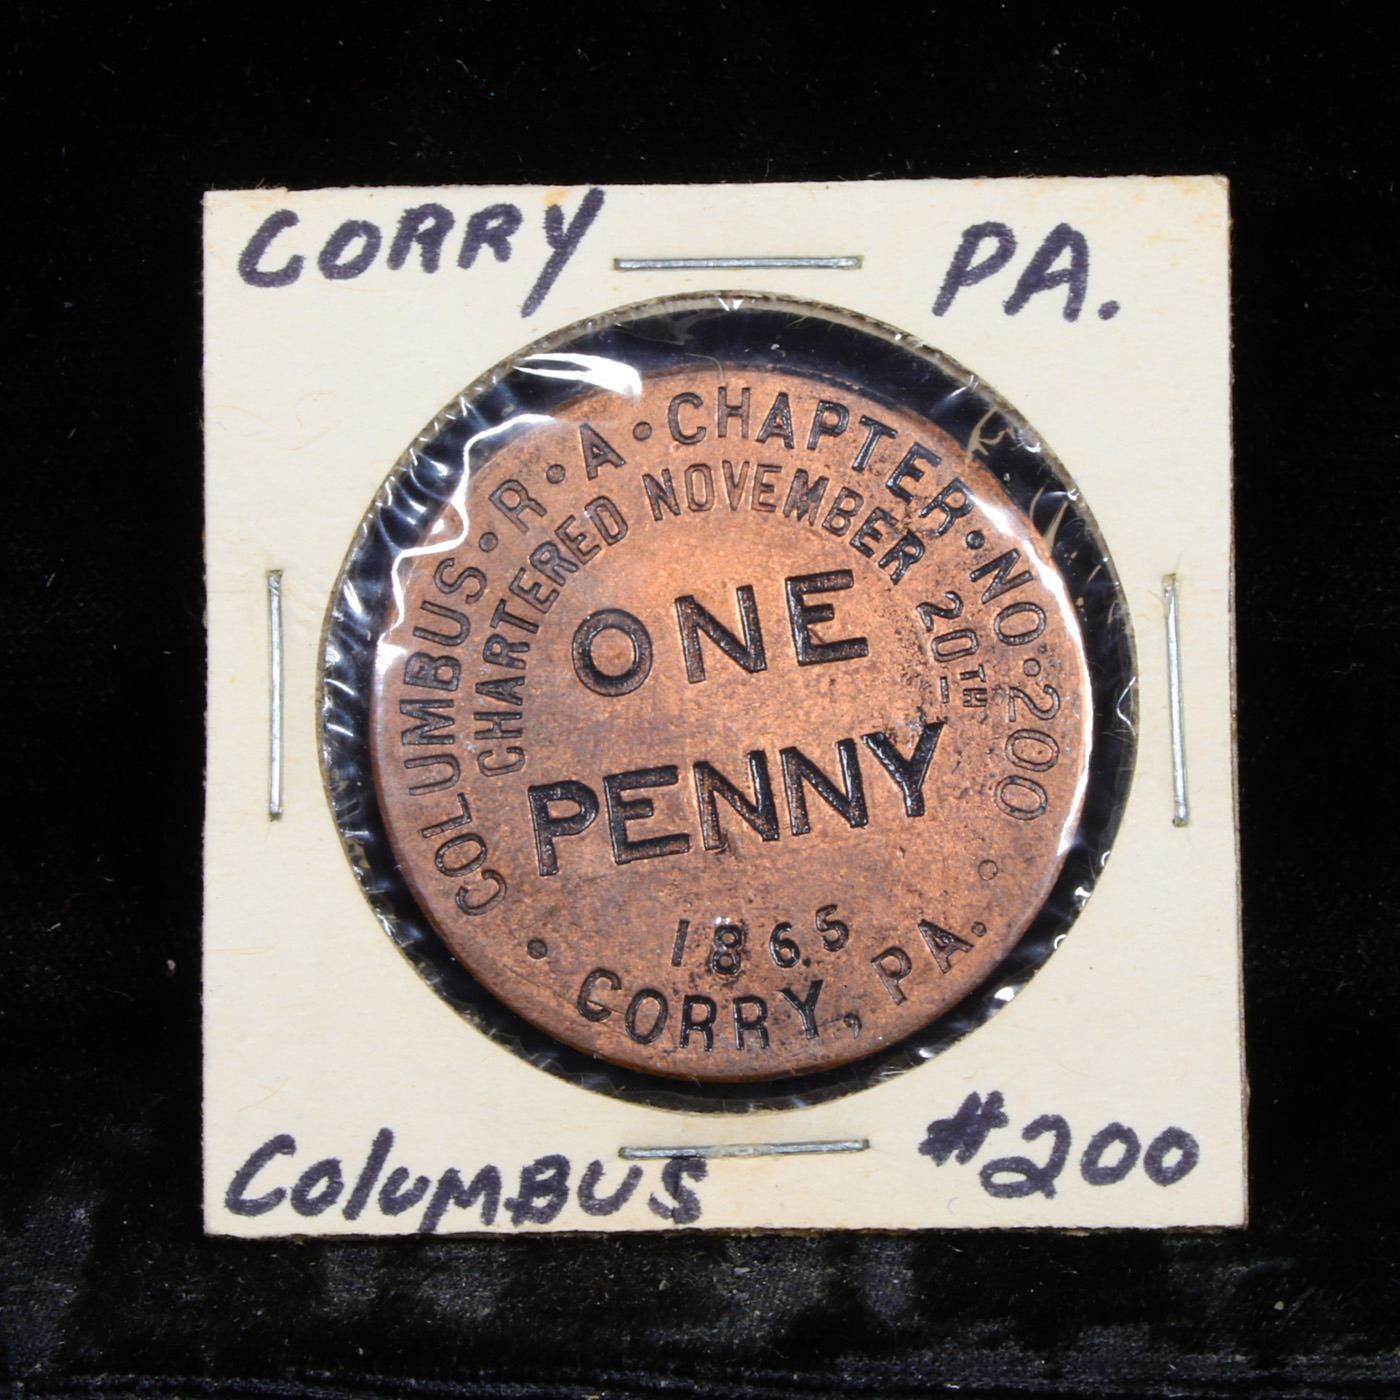 CORRY PA.
COLUMBUS · R · A · CHAPTER · NO · 200
CHARTERED NOVEMBER 20TH
ONE
PENNY
1865
· CORRY, PA.
Columbus #200